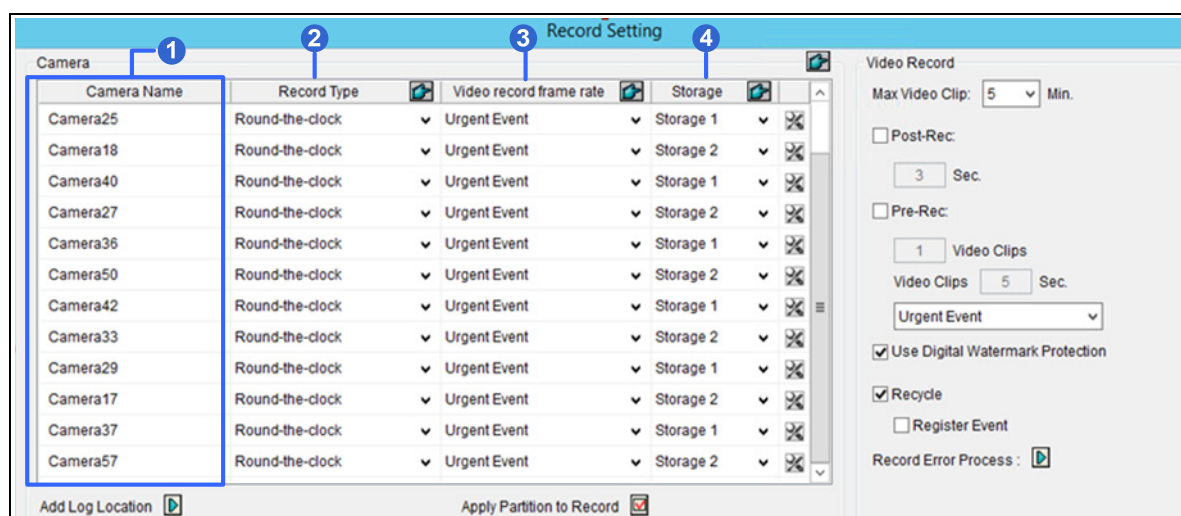 Record Setting
1 2 3 4
Camera
Camera Name Record Type Video record frame rate Storage
Camera25 Round-the-clock Urgent Event Storage 1
Camera18 Round-the-clock Urgent Event Storage 2
Camera40 Round-the-clock Urgent Event Storage 1
Camera27 Round-the-clock Urgent Event Storage 2
Camera36 Round-the-clock Urgent Event Storage 1
Camera50 Round-the-clock Urgent Event Storage 2
Camera42 Round-the-clock Urgent Event Storage 1
Camera33 Round-the-clock Urgent Event Storage 2
Camera29 Round-the-clock Urgent Event Storage 1
Camera17 Round-the-clock Urgent Event Storage 2
Camera37 Round-the-clock Urgent Event Storage 1
Camera57 Round-the-clock Urgent Event Storage 2
Add Log Location Apply Partition to Record
Video Record
Max Video Clip: 5 Min.
Post-Rec:
3 Sec.
Pre-Rec:
1 Video Clips
Video Clips 5 Sec.
Urgent Event
Use Digital Watermark Protection
Recycle
Register Event
Record Error Process :